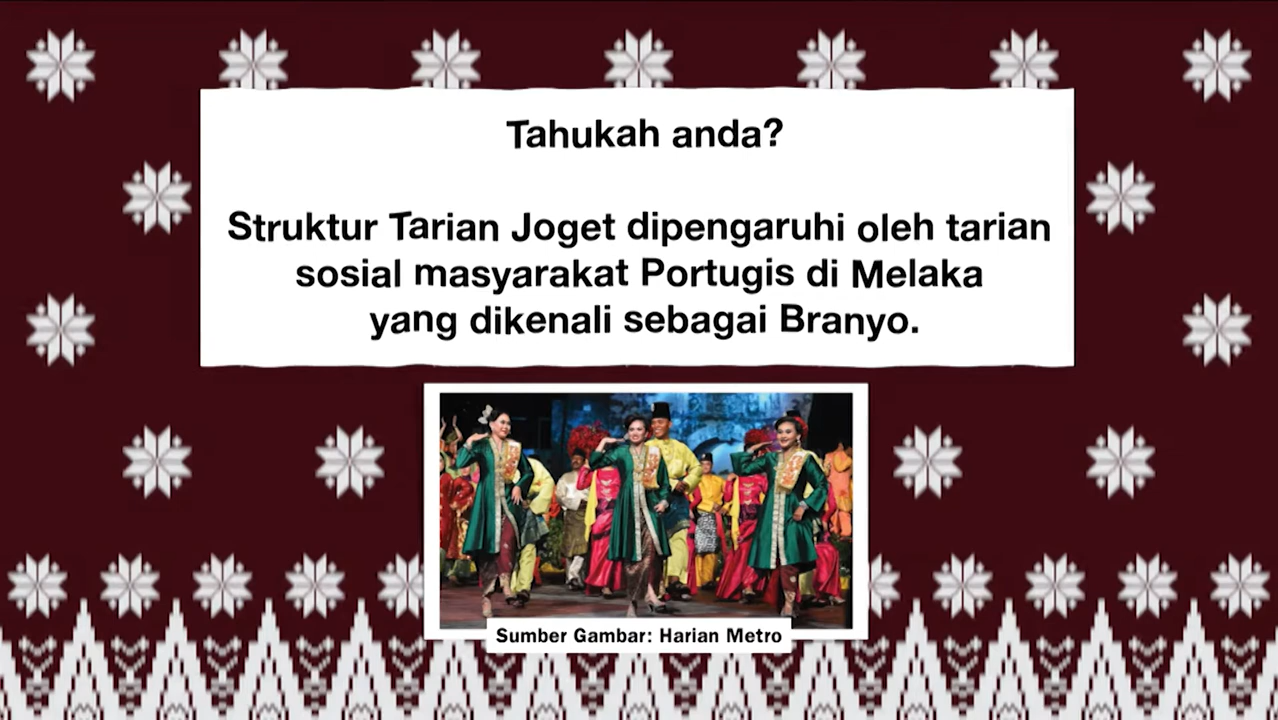 Tahukah anda?
Struktur Tarian Joget dipengaruhi oleh tarian
sosial masyarakat Portugis di Melaka
yang dikenali sebagai Branyo.
Sumber Gambar: Harian Metro